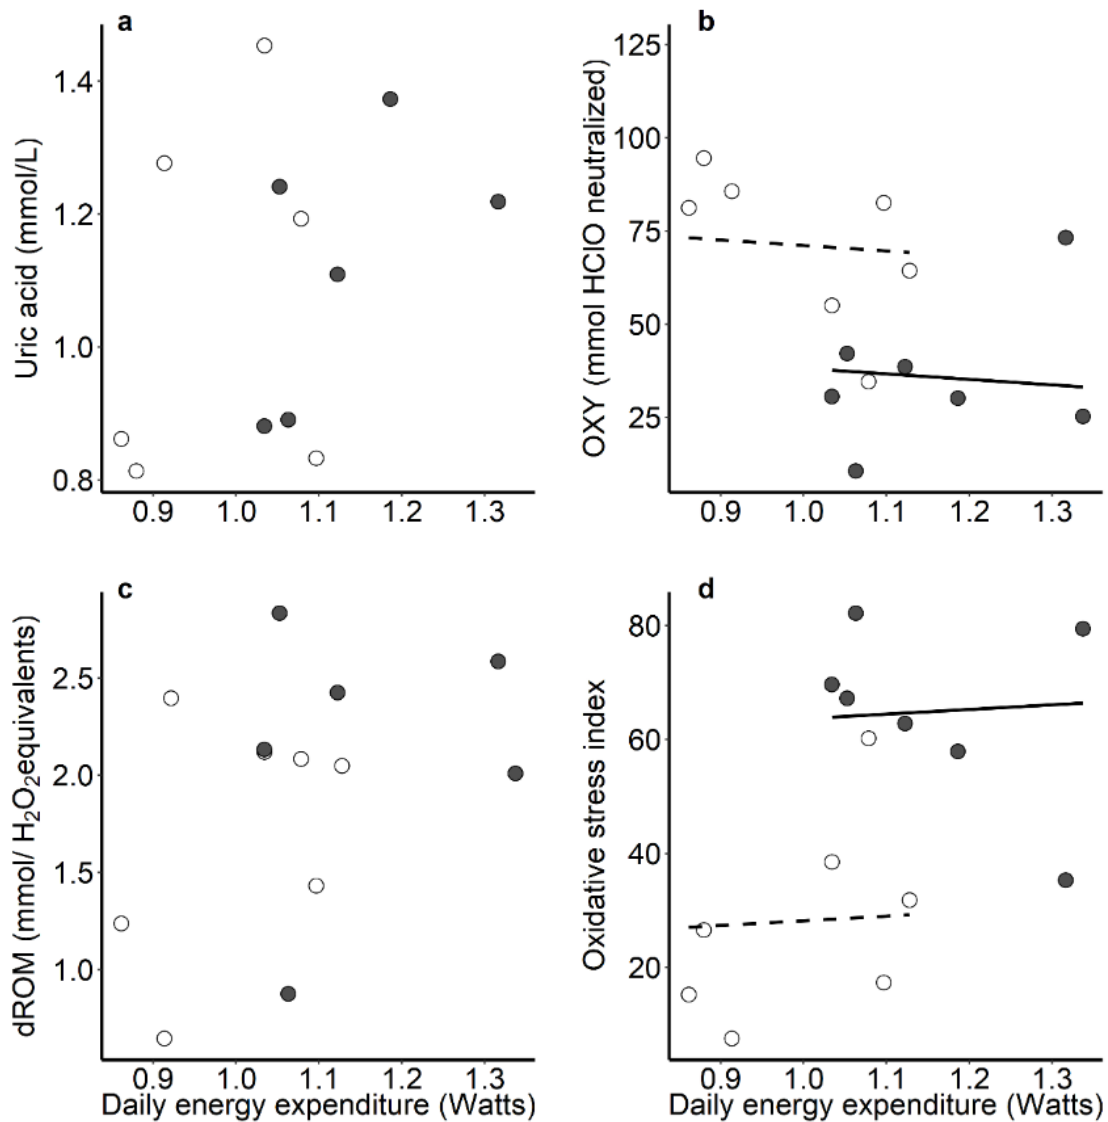 a
1.4
1.2
1.0
0.8
Uric acid (mmol/L)
0.9 1.0 1.1 1.2 1.3
b
125
100
75
50
25
OXY (mmol HClO neutralized)
0.9 1.0 1.1 1.2 1.3
c
2.5
2.0
1.5
1.0
dROM (mmol/ H₂O₂equivalents)
0.9 1.0 1.1 1.2 1.3
Daily energy expenditure (Watts)
d
80
60
40
20
Oxidative stress index
0.9 1.0 1.1 1.2 1.3
Daily energy expenditure (Watts)